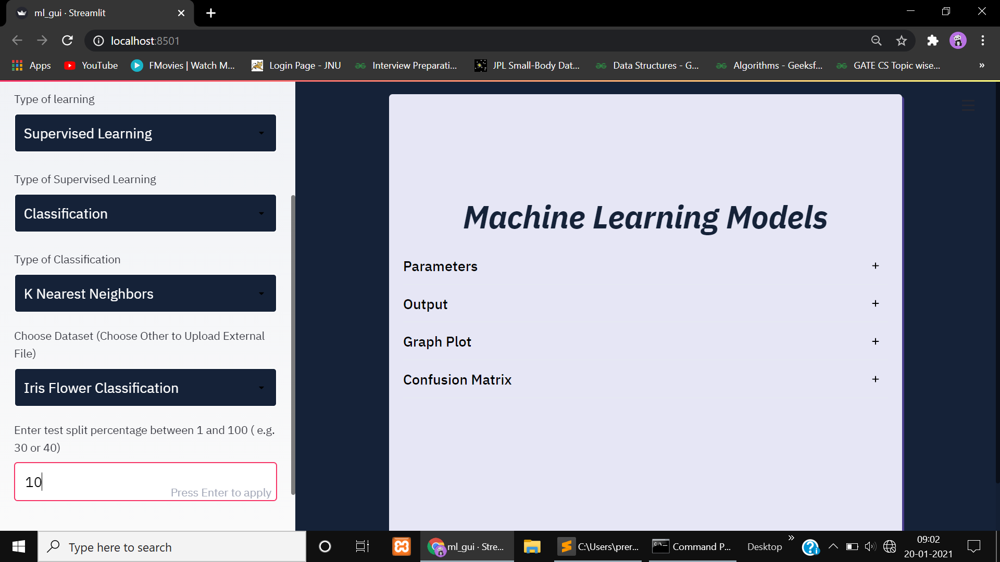 ml_gui · Streamlit
localhost:8501
Apps
YouTube
FMovies | Watch M...
Login Page - JNU
Interview Preparati...
JPL Small-Body Dat...
Data Structures - G...
Algorithms - Geeksf...
GATE CS Topic wise...
»
Type of learning
Supervised Learning
Type of Supervised Learning
Classification
Type of Classification
K Nearest Neighbors
Choose Dataset (Choose Other to Upload External
File)
Iris Flower Classification
Enter test split percentage between 1 and 100 ( e.g.
30 or 40)
10
Press Enter to apply
Machine Learning Models
Parameters +
Output +
Graph Plot +
Confusion Matrix +
Type here to search
ml_gui · Stre...
C:\Users\prer...
Command P...
Desktop
»
09:02
20-01-2021